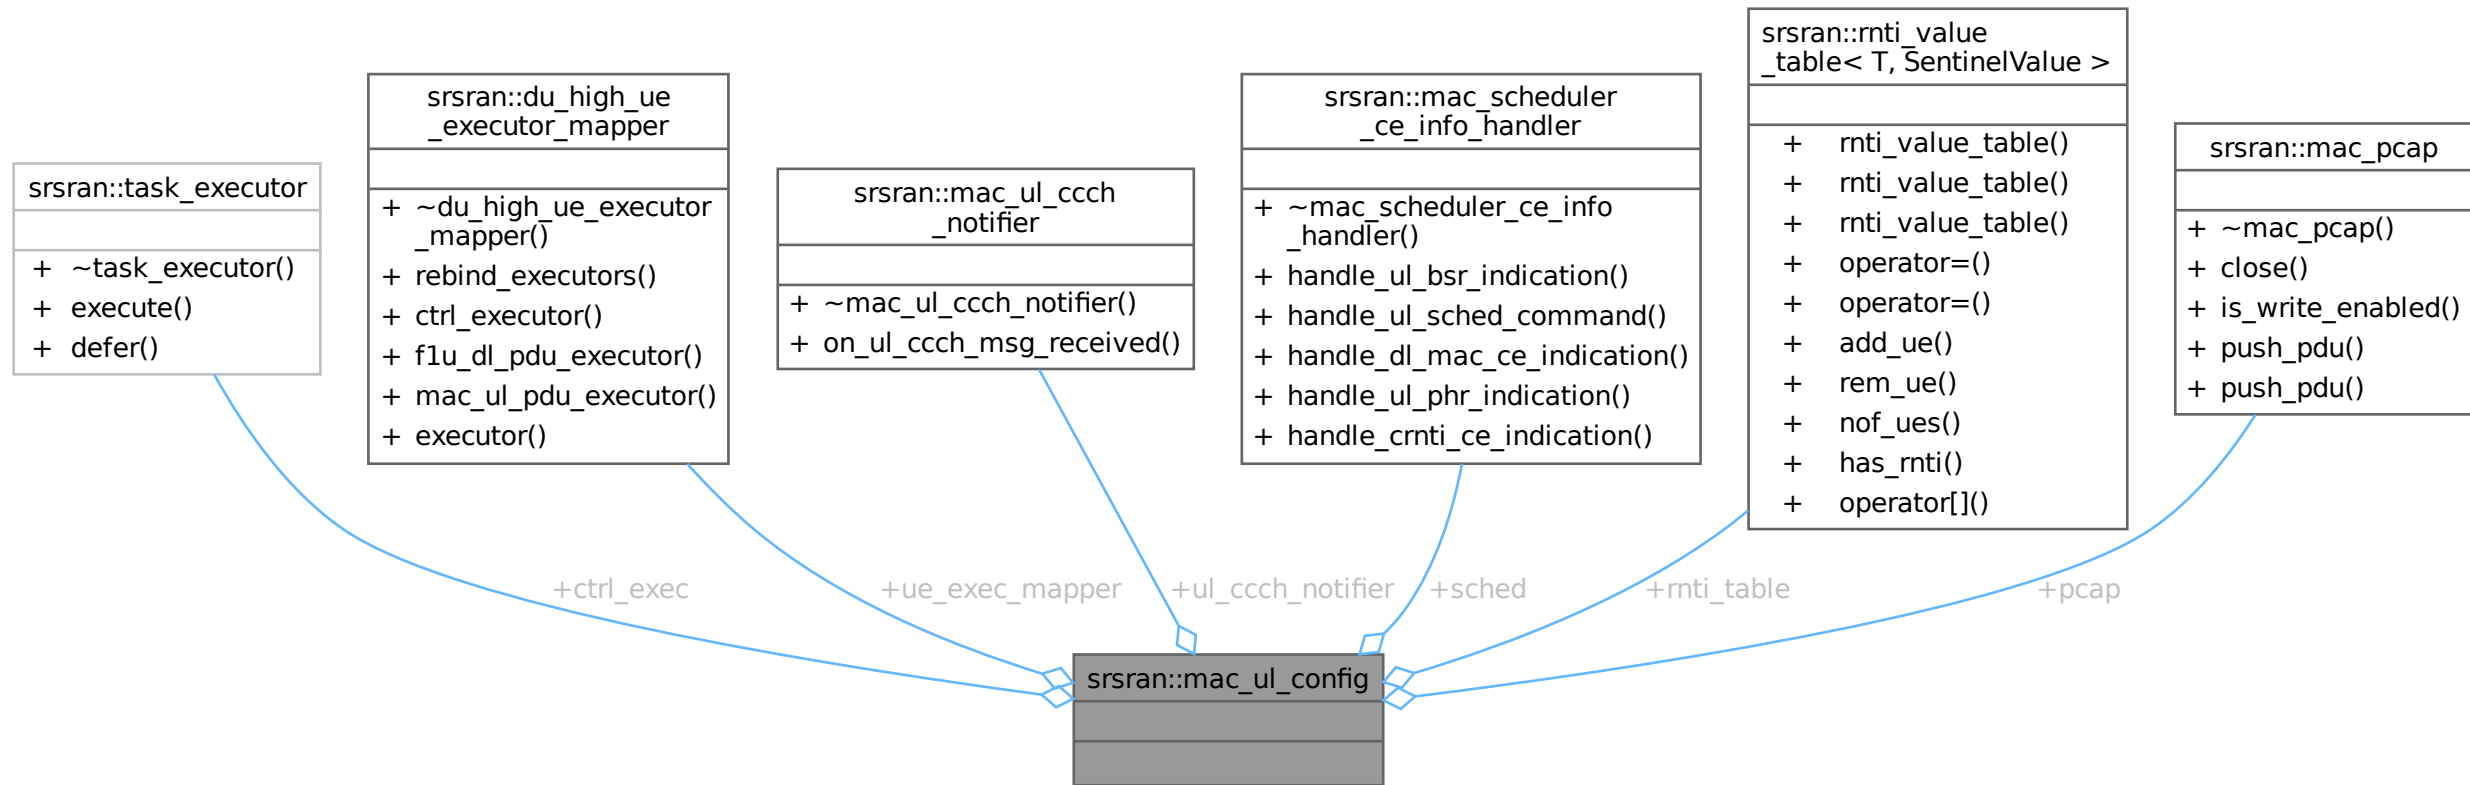 srsran::task_executor
+ ~task_executor()
+ execute()
+ defer()
srsran::du_high_ue
_executor_mapper
+ ~du_high_ue_executor
_mapper()
+ rebind_executors()
+ ctrl_executor()
+ f1u_dl_pdu_executor()
+ mac_ul_pdu_executor()
+ executor()
srsran::mac_ul_ccch
_notifier
+ ~mac_ul_ccch_notifier()
+ on_ul_ccch_msg_received()
srsran::mac_scheduler
_ce_info_handler
+ ~mac_scheduler_ce_info
_handler()
+ handle_ul_bsr_indication()
+ handle_ul_sched_command()
+ handle_dl_mac_ce_indication()
+ handle_ul_phr_indication()
+ handle_crnti_ce_indication()
srsran::rnti_value
_table< T, SentinelValue >
+ rnti_value_table()
+ rnti_value_table()
+ rnti_value_table()
+ operator=()
+ operator=()
+ add_ue()
+ rem_ue()
+ nof_ues()
+ has_rnti()
+ operator[]()
srsran::mac_pcap
+ ~mac_pcap()
+ close()
+ is_write_enabled()
+ push_pdu()
+ push_pdu()
+ctrl_exec
+ue_exec_mapper
+ul_ccch_notifier
+sched
+rnti_table
+pcap
srsran::mac_ul_config